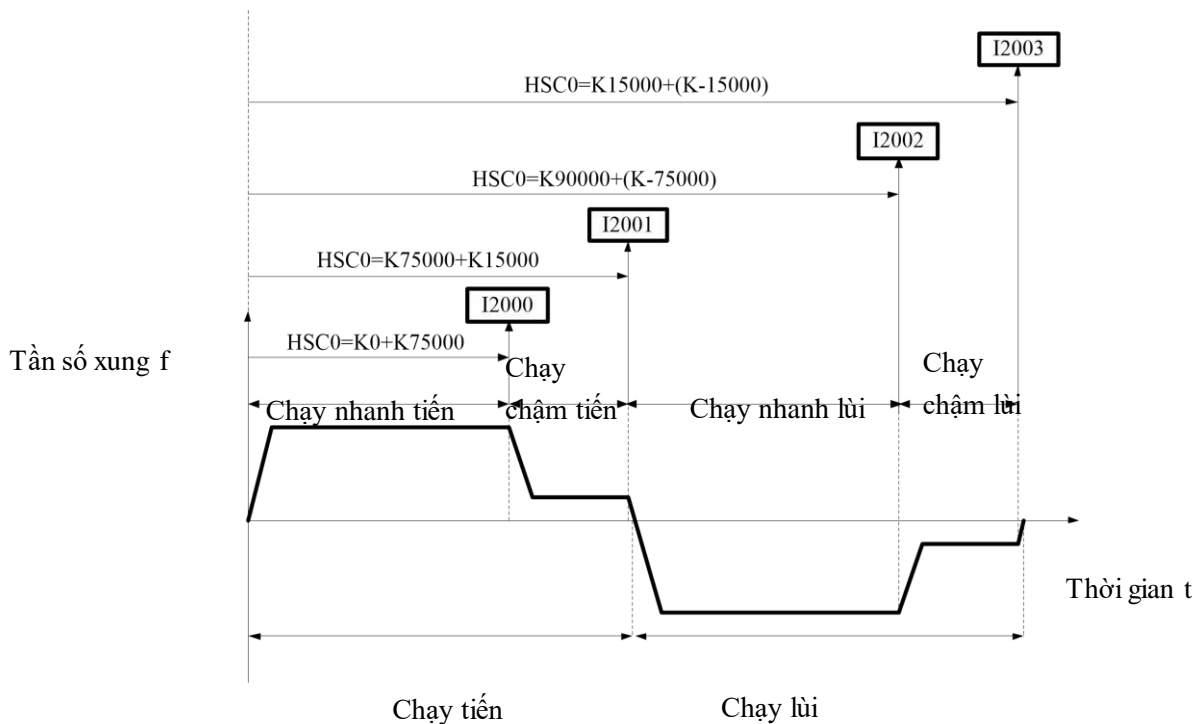 I2003
HSC0=K15000+(K-15000)
I2002
HSC0=K90000+(K-75000)
I2001
HSC0=K75000+K15000
I2000
HSC0=K0+K75000
Tần số xung f
Chạy nhanh tiến
Chạy
chậm tiến
Chạy nhanh lùi
Chạy
chậm lùi
Thời gian t
Chạy tiến
Chạy lùi